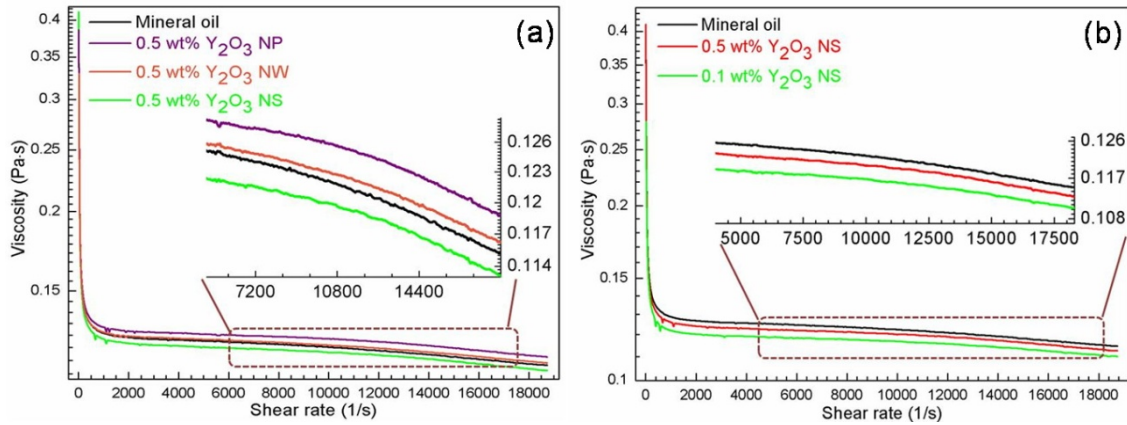 (a)
Mineral oil
0.5 wt% Y2O3 NP
0.5 wt% Y2O3 NW
0.5 wt% Y2O3 NS
Viscosity (Pa·s)
0.4
0.3
0.25
0.2
0.15
0.126
0.123
0.12
0.117
0.114
7200 10800 14400
0 2000 4000 6000 8000 10000 12000 14000 16000 18000
Shear rate (1/s)
(b)
Mineral oil
0.5 wt% Y2O3 NS
0.1 wt% Y2O3 NS
Viscosity (Pa·s)
0.4
0.3
0.25
0.2
0.15
0.1
0.126
0.117
0.108
5000 7500 10000 12500 15000 17500
0 2000 4000 6000 8000 10000 12000 14000 16000 18000
Shear rate (1/s)